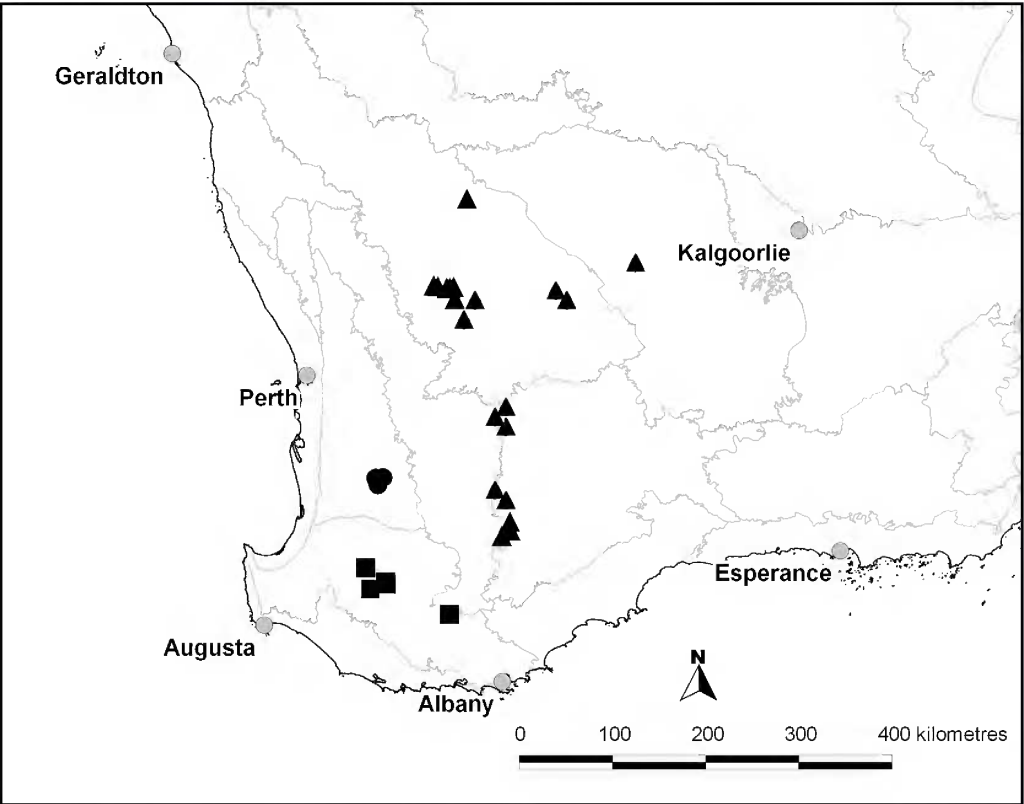 Geraldton
Kalgoorlie
Perth
Esperance
Augusta
N
Albany
0 100 200 300 400 kilometres